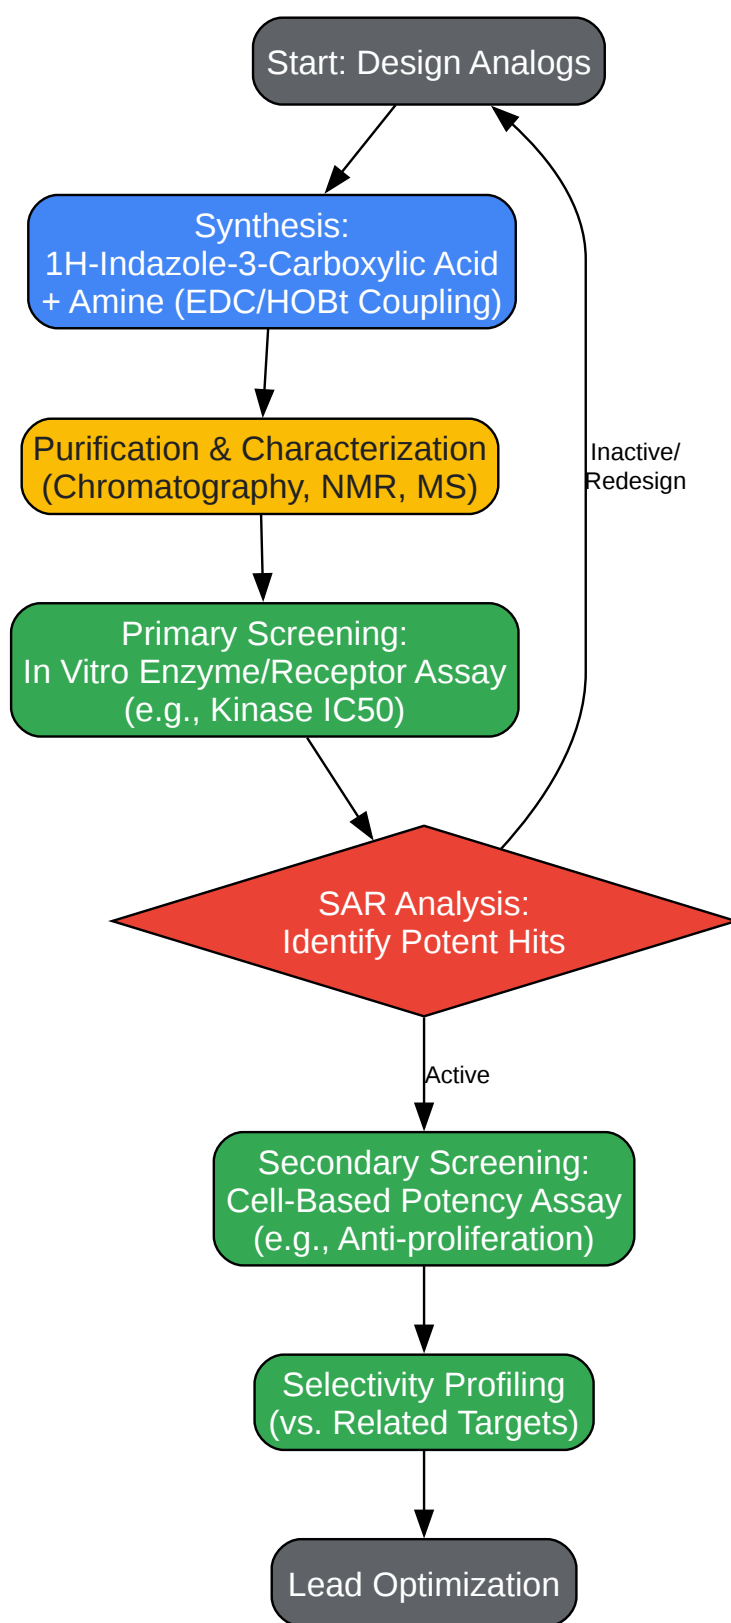 Start: Design Analogs
Synthesis:
1H-Indazole-3-Carboxylic Acid
+ Amine (EDC/HOBt Coupling)
Purification & Characterization
(Chromatography, NMR, MS)
Inactive/
Redesign
Primary Screening:
In Vitro Enzyme/Receptor Assay
(e.g., Kinase IC50)
SAR Analysis:
Identify Potent Hits
Active
Secondary Screening:
Cell-Based Potency Assay
(e.g., Anti-proliferation)
Selectivity Profiling
(vs. Related Targets)
Lead Optimization